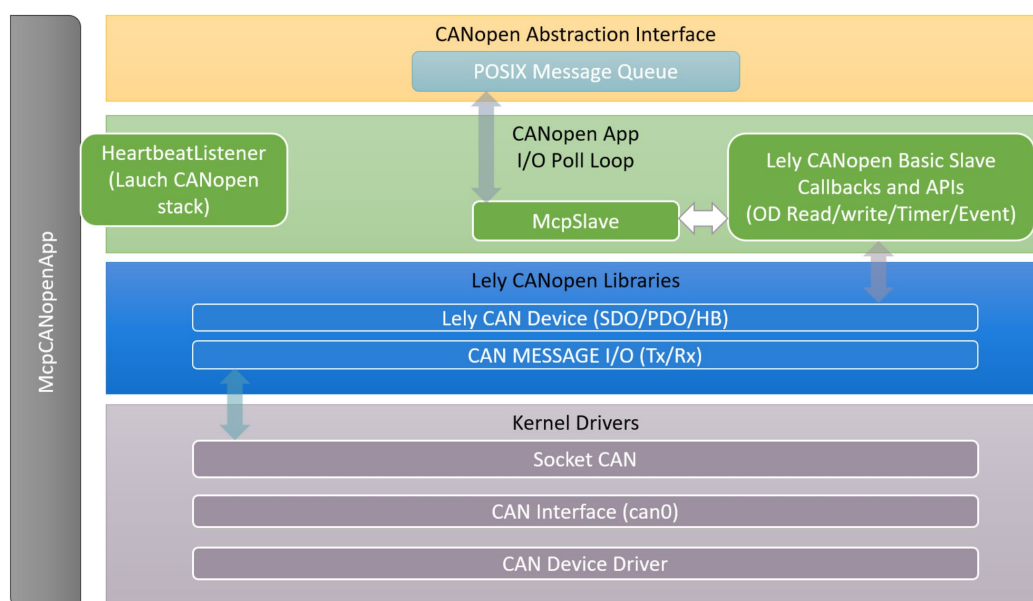 McpCANopenApp
CANopen Abstraction Interface
POSIX Message Queue
HeartbeatListener
(Lauch CANopen
stack)
CANopen App
I/O Poll Loop
McpSlave
Lely CANopen Basic Slave
Callbacks and APIs
(OD Read/write/Timer/Event)
Lely CANopen Libraries
Lely CAN Device (SDO/PDO/HB)
CAN MESSAGE I/O (Tx/Rx)
Kernel Drivers
Socket CAN
CAN Interface (can0)
CAN Device Driver